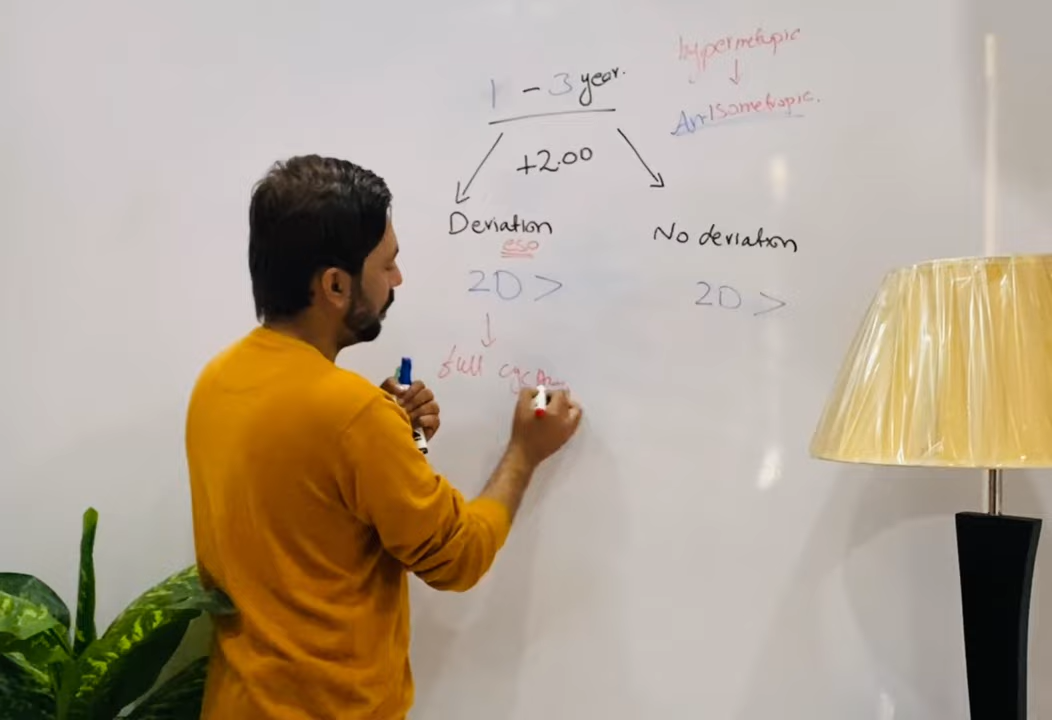 hypermetropic
↓
AnIsometropic.
1 - 3 year.
+2.00
Deviation
eso
2D >
↓
full
No deviation
2D >